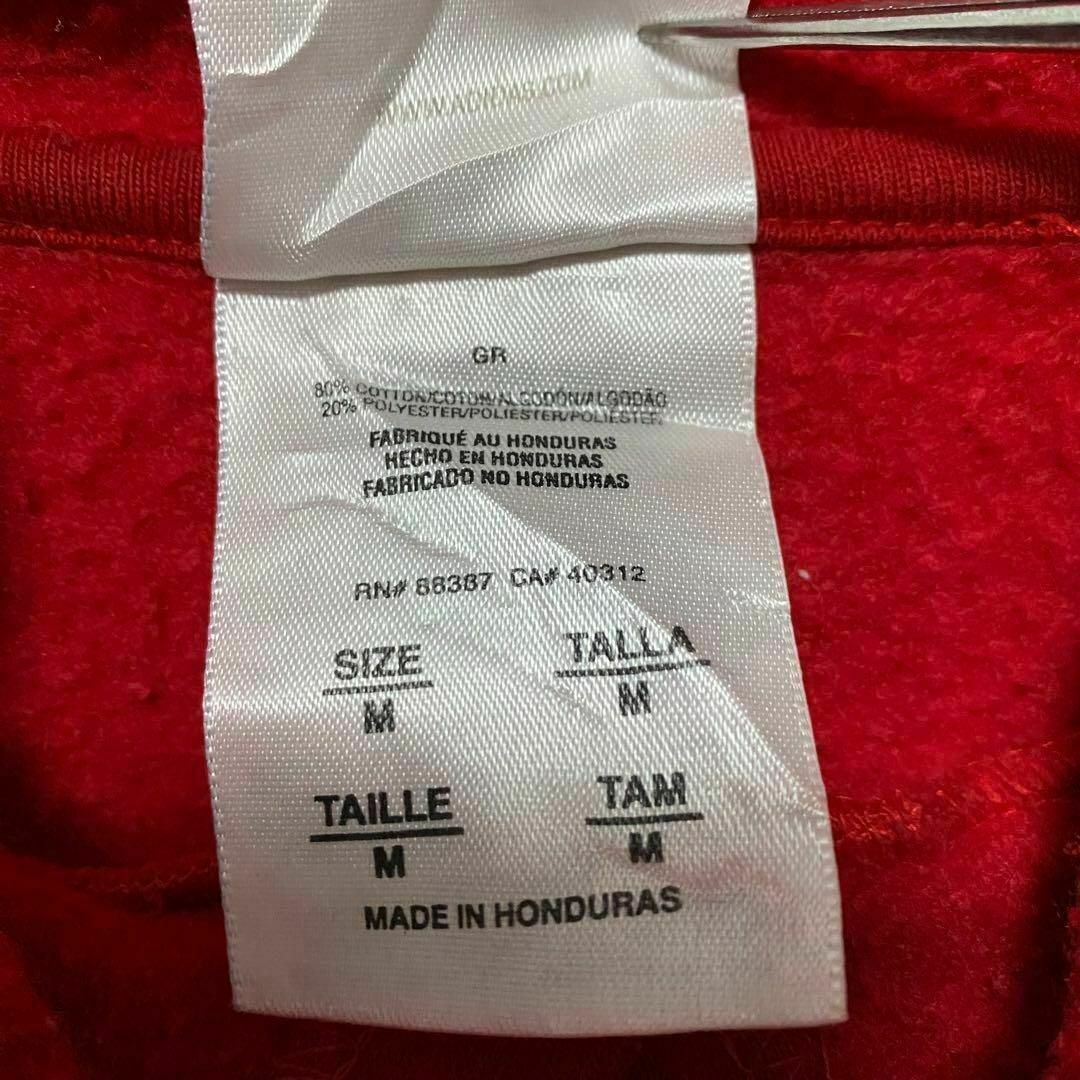 GR
80% COTTON/COTON/ALGODÓN/ALGODÃO
20% POLYESTER/POLIESTER/POLIÉSTER
FABRIQUÉ AU HONDURAS
HECHO EN HONDURAS
FABRICADO NO HONDURAS
RN# 88387 CA# 40312
SIZE TALLA
M M
TAILLE TAM
M M
MADE IN HONDURAS